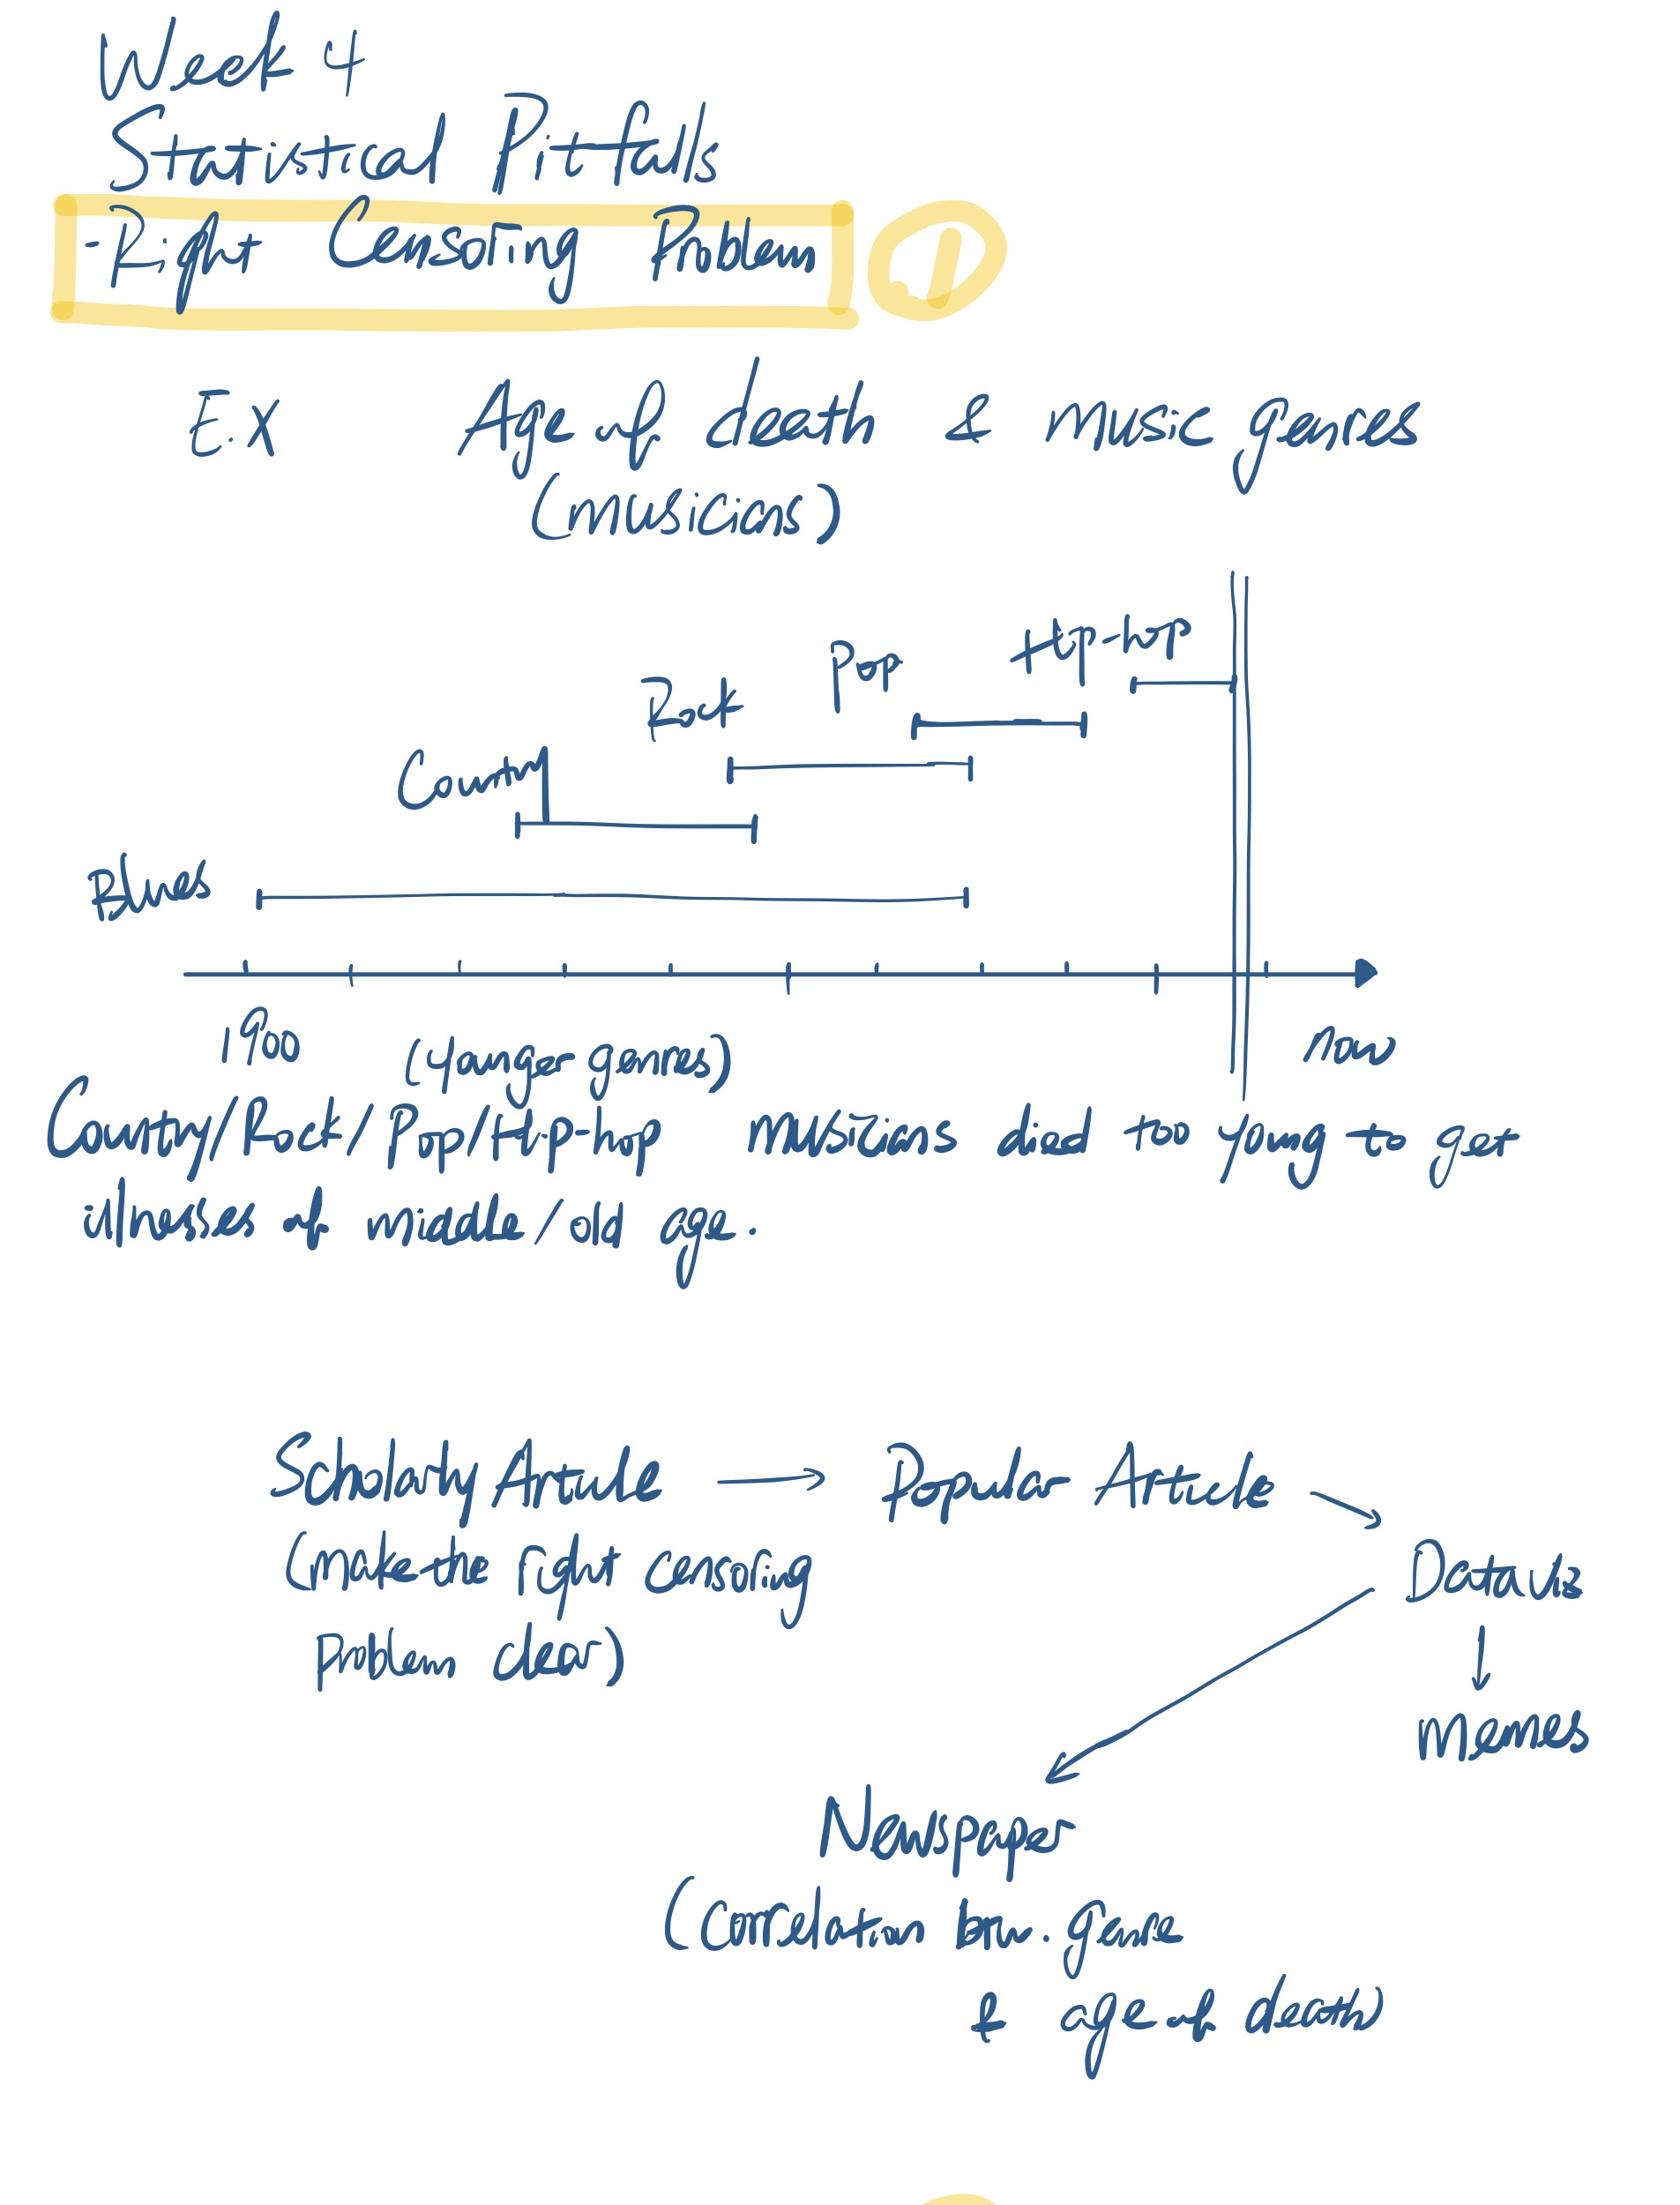 Week 4
Statistical Pitfalls
- Right Censoring Problem ①
Ex Age of death & music genres
(musicians)
Hip-hop
Pop
Rock
Country
Blues
1900 (younger genres) now
Country/Rock/Pop/Hip-hop musicians died too young to get
illnesses of middle/old age.
Scholarly Article → Popular Article
(make the right censoring
problem clear)
Data Vis
↓
memes
Newspaper
(Correlation btw. genre
& age of death)